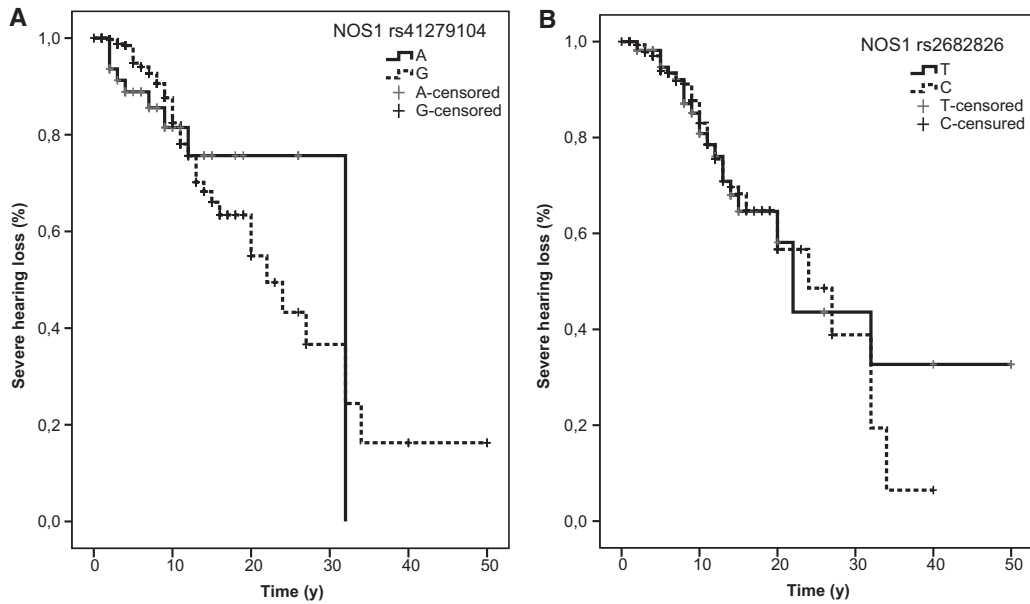 A
NOS1 rs41279104
A
G
A-censored
G-censored
1,0
0,8
0,6
0,4
0,2
0,0
Severe hearing loss (%)
0 10 20 30 40 50
Time (y)
B
NOS1 rs2682826
T
C
T-censored
C-censured
1,0
0,8
0,6
0,4
0,2
0,0
Severe hearing loss (%)
0 10 20 30 40 50
Time (y)